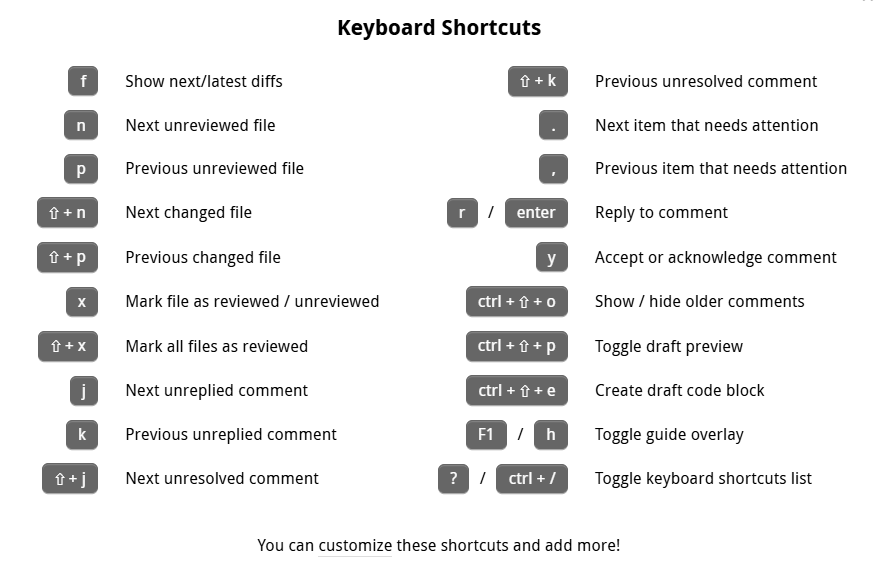 Keyboard Shortcuts
f Show next/latest diffs
n Next unreviewed file
p Previous unreviewed file
⇧ + n Next changed file
⇧ + p Previous changed file
x Mark file as reviewed / unreviewed
⇧ + x Mark all files as reviewed
j Next unreplied comment
k Previous unreplied comment
⇧ + j Next unresolved comment
⇧ + k Previous unresolved comment
. Next item that needs attention
, Previous item that needs attention
r / enter Reply to comment
y Accept or acknowledge comment
ctrl + ⇧ + o Show / hide older comments
ctrl + ⇧ + p Toggle draft preview
ctrl + ⇧ + e Create draft code block
F1 / h Toggle guide overlay
? / ctrl + / Toggle keyboard shortcuts list
You can customize these shortcuts and add more!